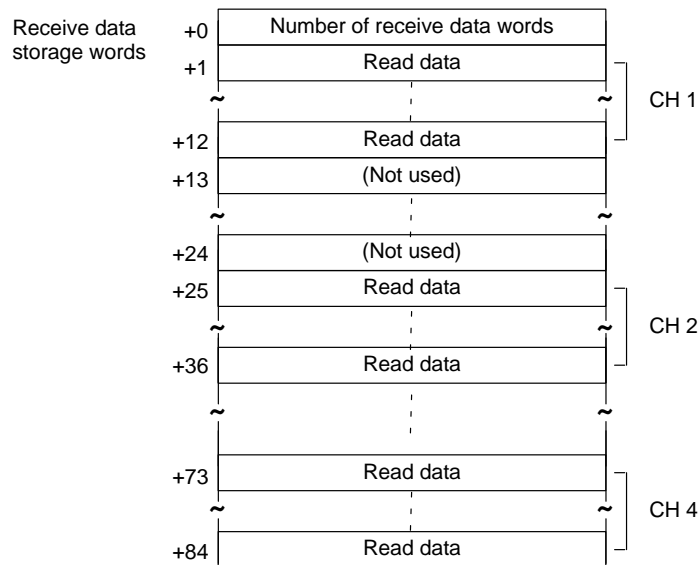 Receive data
storage words
+0 Number of receive data words
+1 Read data
CH 1
+12 Read data
+13 (Not used)
+24 (Not used)
+25 Read data
CH 2
+36 Read data
+73 Read data
CH 4
+84 Read data